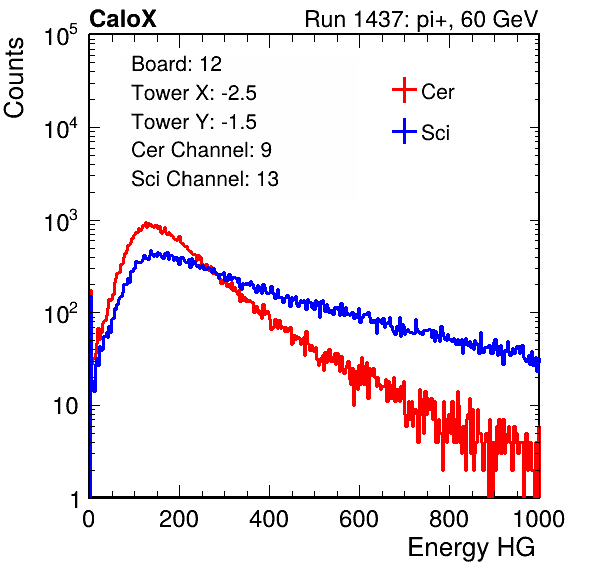 CaloX Run 1437: pi+, 60 GeV
Counts
Board: 12
Tower X: -2.5
Tower Y: -1.5
Cer Channel: 9
Sci Channel: 13
Cer
Sci
10^5
10^4
10^3
10^2
10
1
0 200 400 600 800 1000
Energy HG